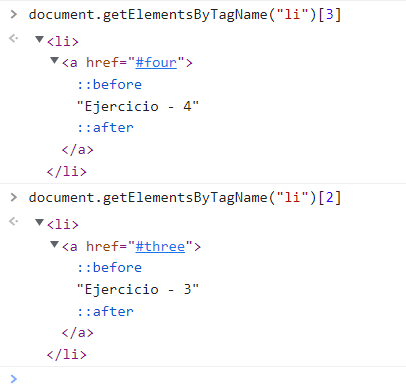 document.getElementsByTagName("li")[3]
<li>
<a href="#four">
::before
"Ejercicio - 4"
::after
</a>
</li>
document.getElementsByTagName("li")[2]
<li>
<a href="#three">
::before
"Ejercicio - 3"
::after
</a>
</li>